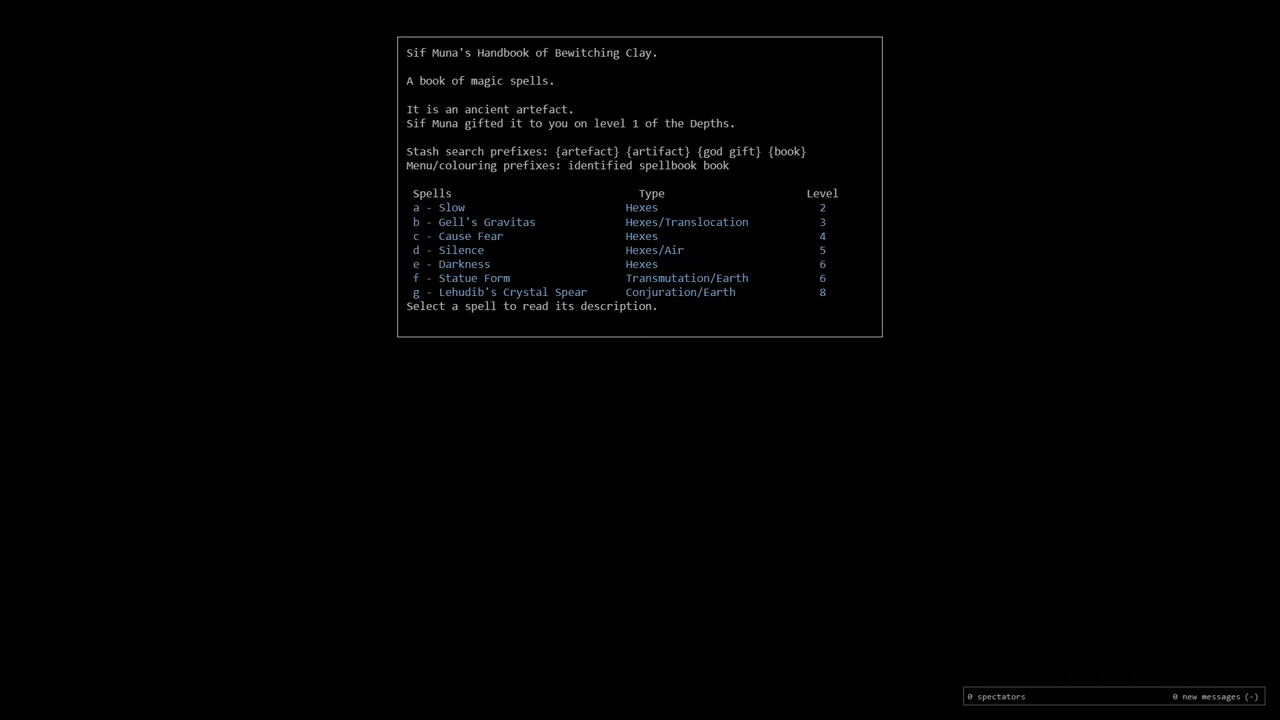 Sif Muna's Handbook of Bewitching Clay.
A book of magic spells.
It is an ancient artefact.
Sif Muna gifted it to you on level 1 of the Depths.
Stash search prefixes: {artefact} {artifact} {god gift} {book}
Menu/colouring prefixes: identified spellbook book
Spells Type Level
a - Slow Hexes 2
b - Gell's Gravitas Hexes/Translocation 3
c - Cause Fear Hexes 4
d - Silence Hexes/Air 5
e - Darkness Hexes 6
f - Statue Form Transmutation/Earth 6
g - Lehudib's Crystal Spear Conjuration/Earth 8
Select a spell to read its description.
0 spectators 0 new messages (-)